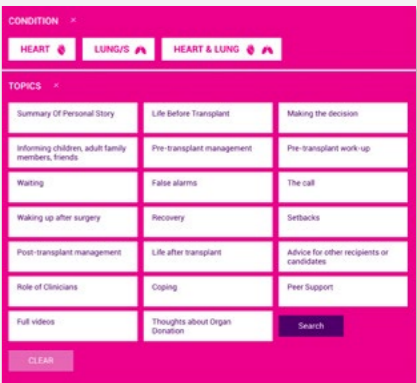 CONDITION ×
HEART LUNG/S HEART & LUNG
TOPICS ×
Summary Of Personal Story
Life Before Transplant
Making the decision
Informing children, adult family
members, friends
Pre-transplant management
Pre-transplant work-up
Waiting
False alarms
The call
Waking up after surgery
Recovery
Setbacks
Post-transplant management
Life after transplant
Advice for other recipients or
candidates
Role of Clinicians
Coping
Peer Support
Full videos
Thoughts about Organ
Donation
Search
CLEAR